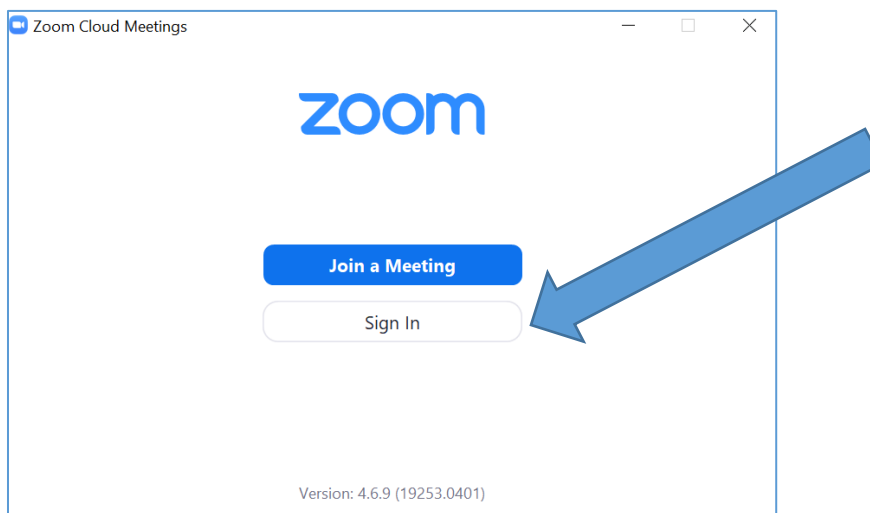 Zoom Cloud Meetings
zoom
Join a Meeting
Sign In
Version: 4.6.9 (19253.0401)